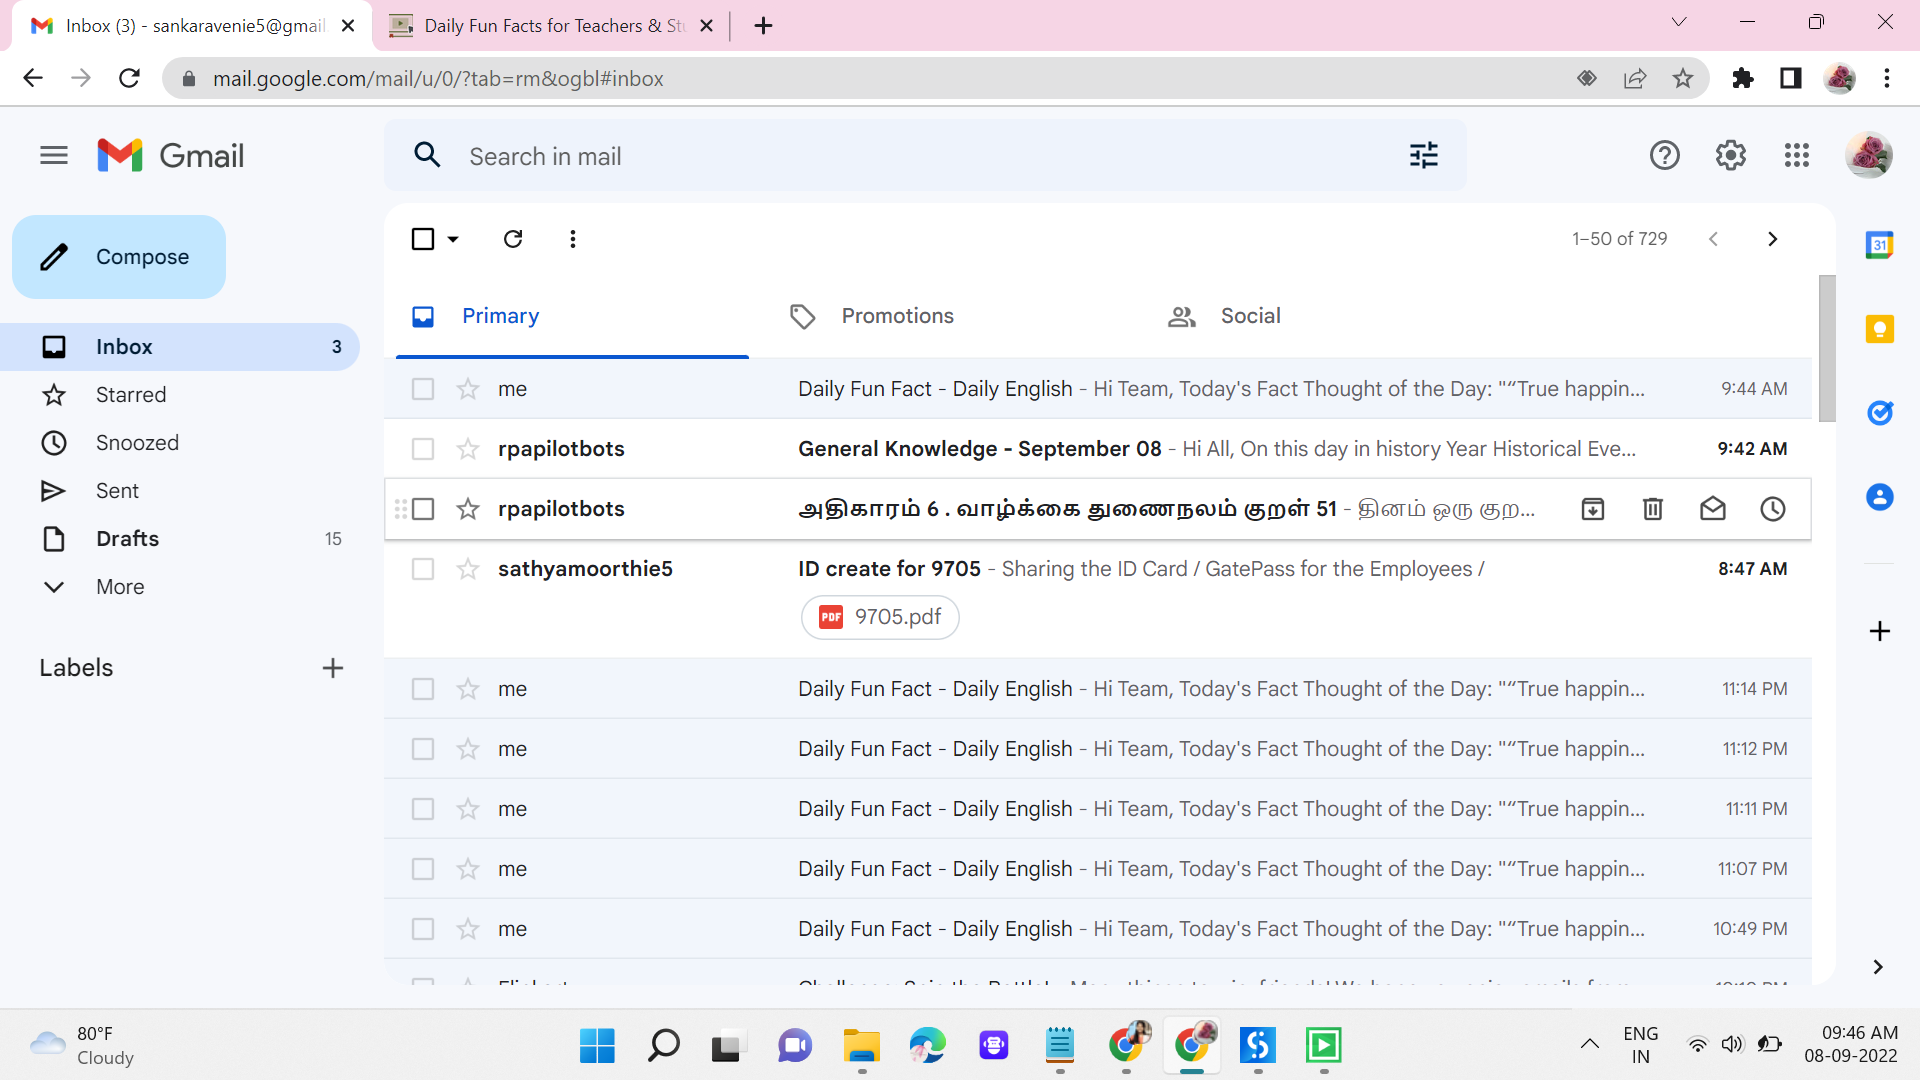 Inbox (3) - sankaravenie5@gmail
Daily Fun Facts for Teachers & Stu
mail.google.com/mail/u/0/?tab=rm&ogbl#inbox
Gmail
Search in mail
Compose
1–50 of 729
31
Primary
Promotions
Social
Inbox 3
Starred
Snoozed
Sent
Drafts 15
More
Labels
me Daily Fun Fact - Daily English - Hi Team, Today's Fact Thought of the Day: "“True happin... 9:44 AM
rpapilotbots General Knowledge - September 08 - Hi All, On this day in history Year Historical Eve... 9:42 AM
rpapilotbots அதிகாரம் 6 . வாழ்க்கை துணைநலம் குறள் 51 - தினம் ஒரு குற...
sathyamoorthie5 ID create for 9705 - Sharing the ID Card / GatePass for the Employees / 8:47 AM
PDF 9705.pdf
me Daily Fun Fact - Daily English - Hi Team, Today's Fact Thought of the Day: "“True happin... 11:14 PM
me Daily Fun Fact - Daily English - Hi Team, Today's Fact Thought of the Day: "“True happin... 11:12 PM
me Daily Fun Fact - Daily English - Hi Team, Today's Fact Thought of the Day: "“True happin... 11:11 PM
me Daily Fun Fact - Daily English - Hi Team, Today's Fact Thought of the Day: "“True happin... 11:07 PM
me Daily Fun Fact - Daily English - Hi Team, Today's Fact Thought of the Day: "“True happin... 10:49 PM
80°F
Cloudy
ENG
IN
09:46 AM
08-09-2022